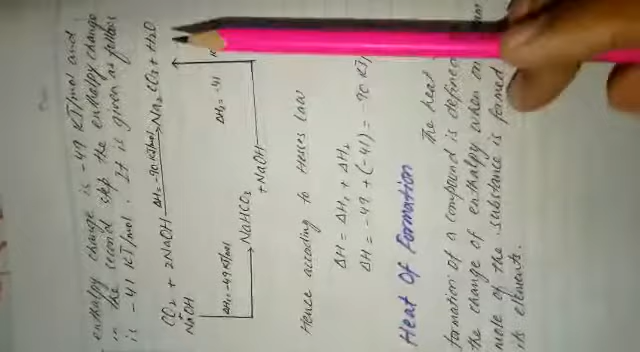 enthalpy change is -49 KJ/mol and
in the second step the enthalpy change
is -41 KJ/mol. It is given as follows
CO2 + 2NaOH ΔH=-90 KJ/mol Na2CO3 + H2O
NaOH
ΔH1=-49 KJ/mol ΔH2=-41
NaHCO3 + NaOH
Hence according to Hess's law
ΔH = ΔH1 + ΔH2
ΔH = -49 + (-41) = -90 KJ/
Heat Of Formation
The heat
formation of a compound is defined
the change of enthalpy when on
mole of the substance is formed
its elements.